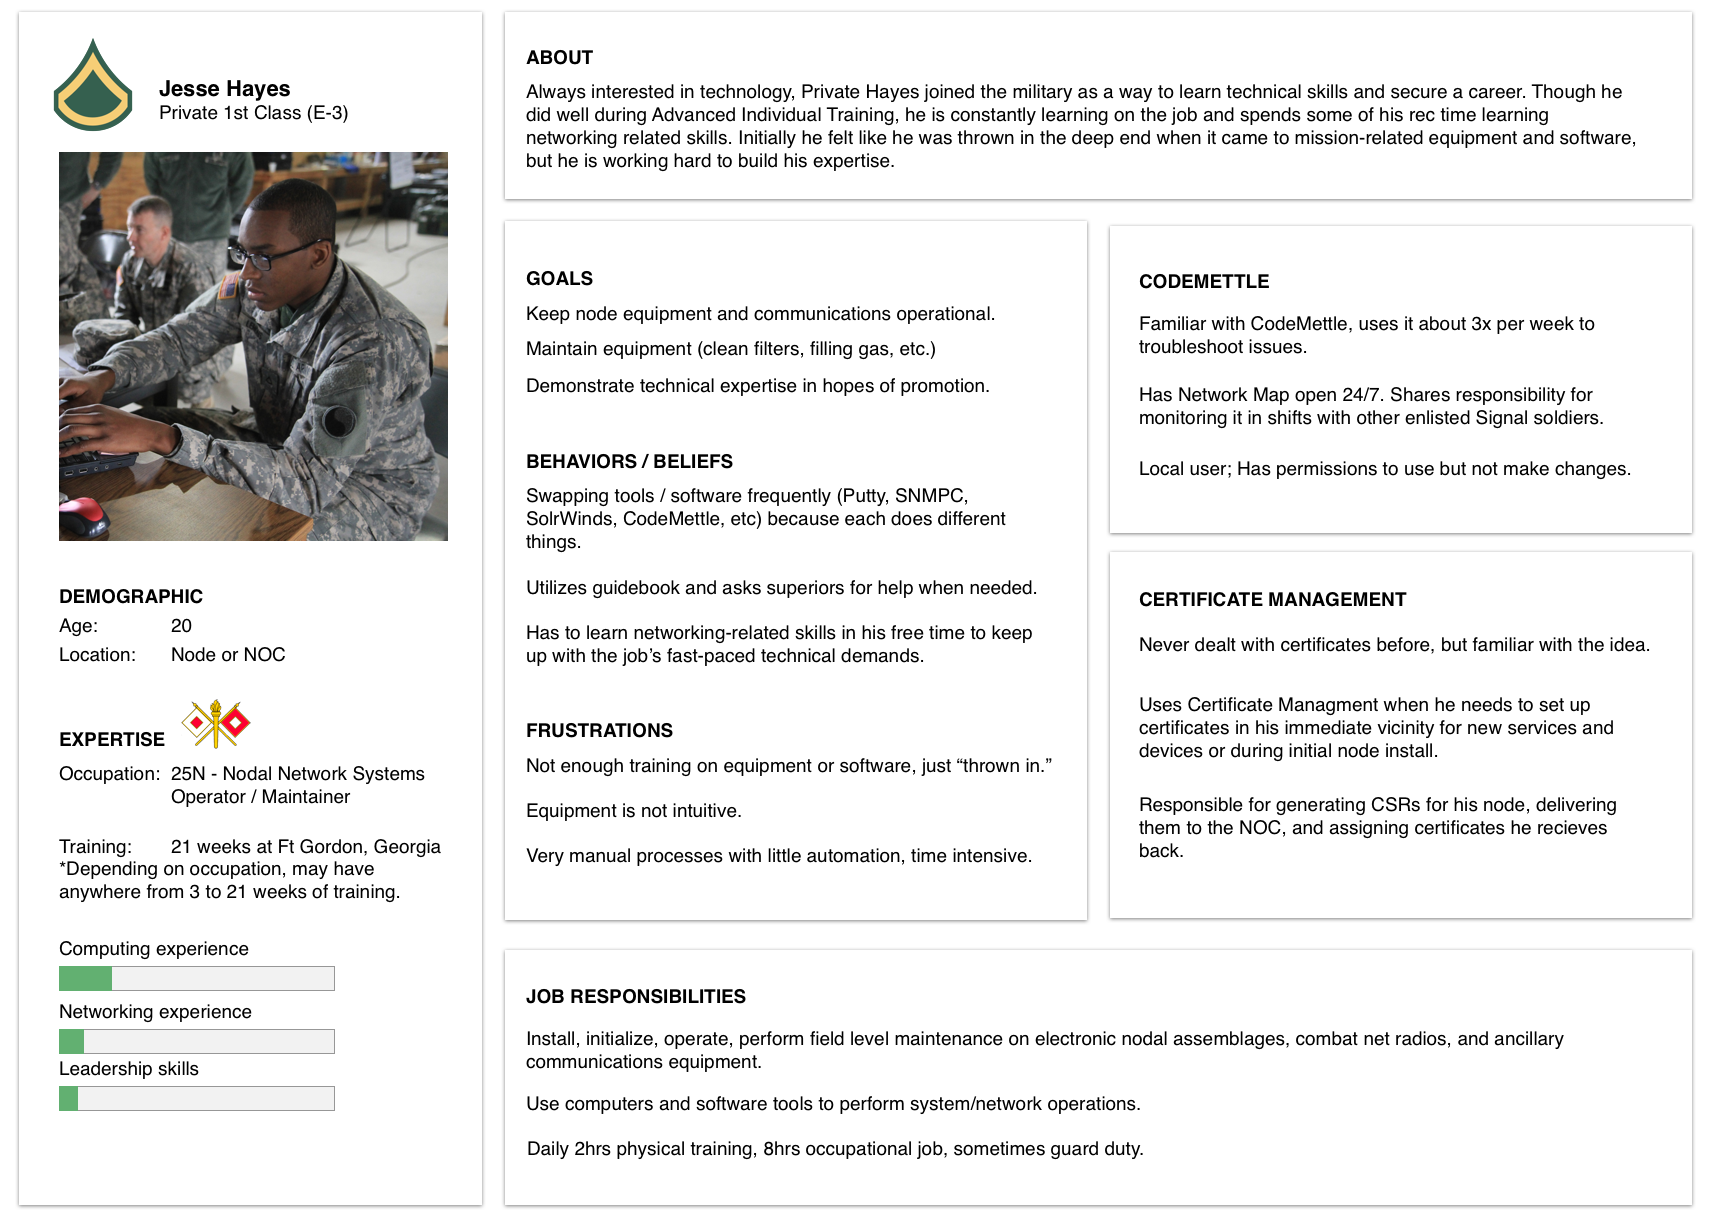 Jesse Hayes
Private 1st Class (E-3)
DEMOGRAPHIC
Age: 20
Location: Node or NOC
EXPERTISE
Occupation: 25N - Nodal Network Systems
Operator / Maintainer
Training: 21 weeks at Ft Gordon, Georgia
*Depending on occupation, may have
anywhere from 3 to 21 weeks of training.
Computing experience
Networking experience
Leadership skills
ABOUT
Always interested in technology, Private Hayes joined the military as a way to learn technical skills and secure a career. Though he
did well during Advanced Individual Training, he is constantly learning on the job and spends some of his rec time learning
networking related skills. Initially he felt like he was thrown in the deep end when it came to mission-related equipment and software,
but he is working hard to build his expertise.
GOALS
Keep node equipment and communications operational.
Maintain equipment (clean filters, filling gas, etc.)
Demonstrate technical expertise in hopes of promotion.
BEHAVIORS / BELIEFS
Swapping tools / software frequently (Putty, SNMPC,
SolrWinds, CodeMettle, etc) because each does different
things.
Utilizes guidebook and asks superiors for help when needed.
Has to learn networking-related skills in his free time to keep
up with the job’s fast-paced technical demands.
FRUSTRATIONS
Not enough training on equipment or software, just “thrown in.”
Equipment is not intuitive.
Very manual processes with little automation, time intensive.
CODEMETTLE
Familiar with CodeMettle, uses it about 3x per week to
troubleshoot issues.
Has Network Map open 24/7. Shares responsibility for
monitoring it in shifts with other enlisted Signal soldiers.
Local user; Has permissions to use but not make changes.
CERTIFICATE MANAGEMENT
Never dealt with certificates before, but familiar with the idea.
Uses Certificate Managment when he needs to set up
certificates in his immediate vicinity for new services and
devices or during initial node install.
Responsible for generating CSRs for his node, delivering
them to the NOC, and assigning certificates he recieves
back.
JOB RESPONSIBILITIES
Install, initialize, operate, perform field level maintenance on electronic nodal assemblages, combat net radios, and ancillary
communications equipment.
Use computers and software tools to perform system/network operations.
Daily 2hrs physical training, 8hrs occupational job, sometimes guard duty.